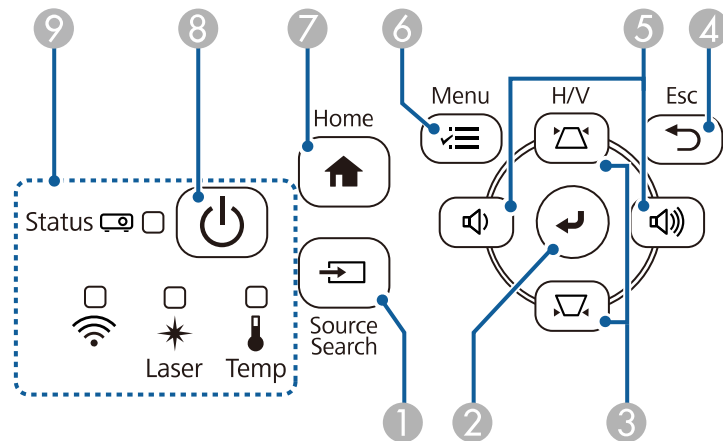 9 8 7 6 5 4
Menu H/V Esc
Home
Status
Source
Search
Laser Temp
1 2 3